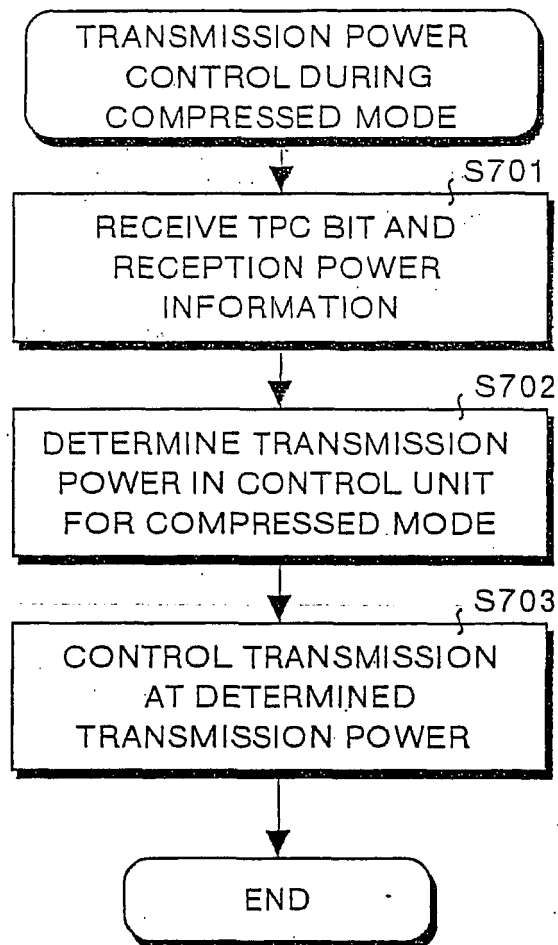 TRANSMISSION POWER
CONTROL DURING
COMPRESSED MODE
S701
RECEIVE TPC BIT AND
RECEPTION POWER
INFORMATION
S702
DETERMINE TRANSMISSION
POWER IN CONTROL UNIT
FOR COMPRESSED MODE
S703
CONTROL TRANSMISSION
AT DETERMINED
TRANSMISSION POWER
END